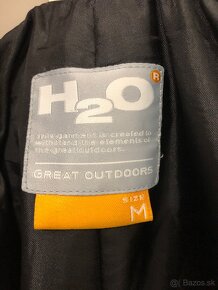 H2O®
This garment is created to
withstand the elements of
the great outdoors.
GREAT OUTDOORS
SIZE
M
Bazos.sk